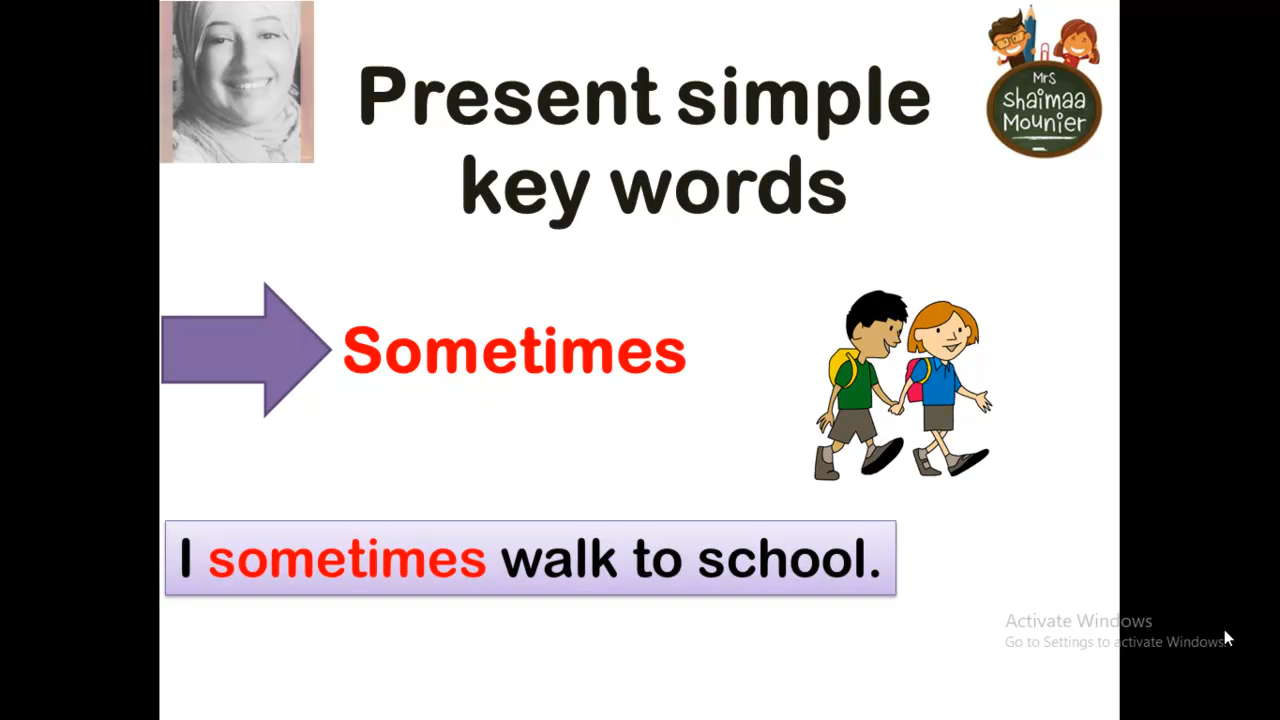 Present simple
key words
Mrs
Shaimaa
Mounier
Sometimes
I sometimes walk to school.
Activate Windows
Go to Settings to activate Windows.